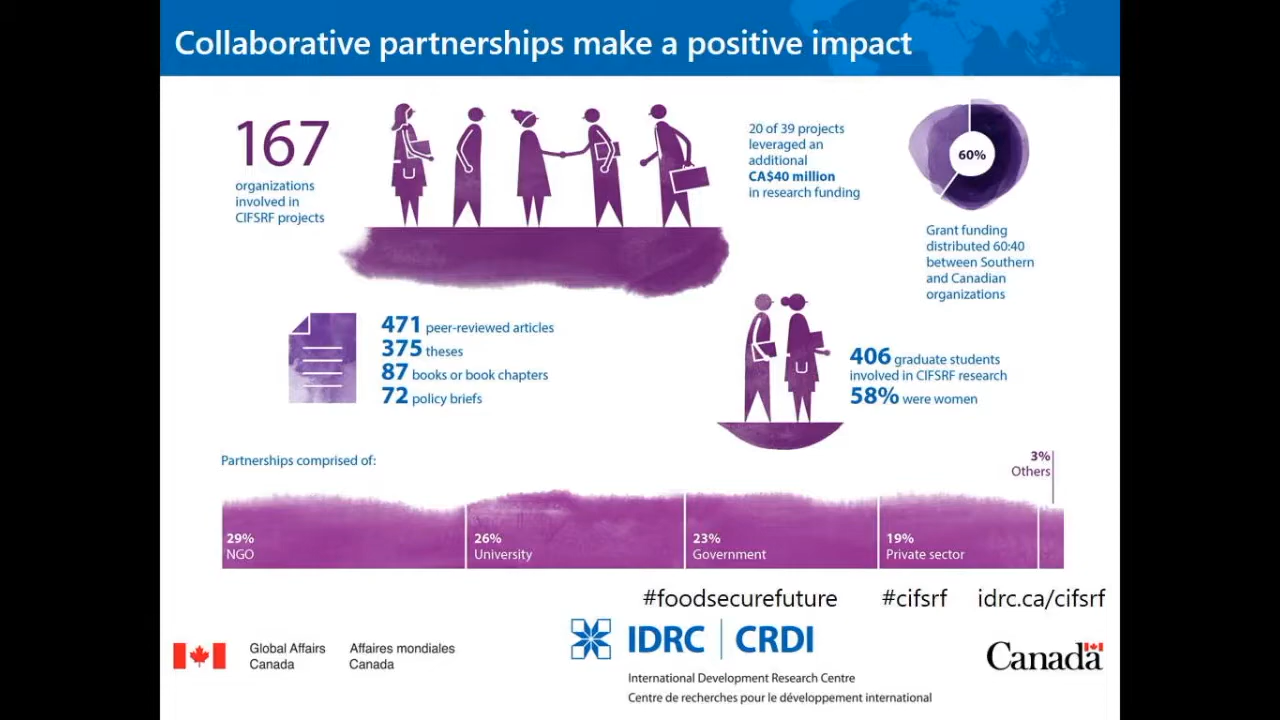 Collaborative partnerships make a positive impact
167
organizations
involved in
CIFSRF projects
20 of 39 projects
leveraged an
additional
CA$40 million
in research funding
60%
Grant funding
distributed 60:40
between Southern
and Canadian
organizations
471 peer-reviewed articles
375 theses
87 books or book chapters
72 policy briefs
406 graduate students
involved in CIFSRF research
58% were women
Partnerships comprised of:
3%
Others
29%
NGO
26%
University
23%
Government
19%
Private sector
#foodsecurefuture #cifsrf idrc.ca/cifsrf
Global Affairs
Canada
Affaires mondiales
Canada
IDRC | CRDI
International Development Research Centre
Centre de recherches pour le développement international
Canada